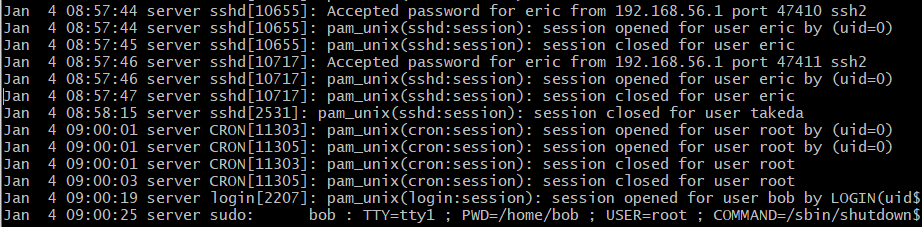 Jan  4 08:57:44 server sshd[10655]: Accepted password for eric from 192.168.56.1 port 47410 ssh2
Jan  4 08:57:44 server sshd[10655]: pam_unix(sshd:session): session opened for user eric by (uid=0)
Jan  4 08:57:45 server sshd[10655]: pam_unix(sshd:session): session closed for user eric
Jan  4 08:57:46 server sshd[10717]: Accepted password for eric from 192.168.56.1 port 47411 ssh2
Jan  4 08:57:46 server sshd[10717]: pam_unix(sshd:session): session opened for user eric by (uid=0)
Jan  4 08:57:47 server sshd[10717]: pam_unix(sshd:session): session closed for user eric
Jan  4 08:58:15 server sshd[2531]: pam_unix(sshd:session): session closed for user takeda
Jan  4 09:00:01 server CRON[11303]: pam_unix(cron:session): session opened for user root by (uid=0)
Jan  4 09:00:01 server CRON[11305]: pam_unix(cron:session): session opened for user root by (uid=0)
Jan  4 09:00:01 server CRON[11303]: pam_unix(cron:session): session closed for user root
Jan  4 09:00:03 server CRON[11305]: pam_unix(cron:session): session closed for user root
Jan  4 09:00:19 server login[2207]: pam_unix(login:session): session opened for user bob by LOGIN(uid$
Jan  4 09:00:25 server sudo:      bob : TTY=tty1 ; PWD=/home/bob ; USER=root ; COMMAND=/sbin/shutdown$